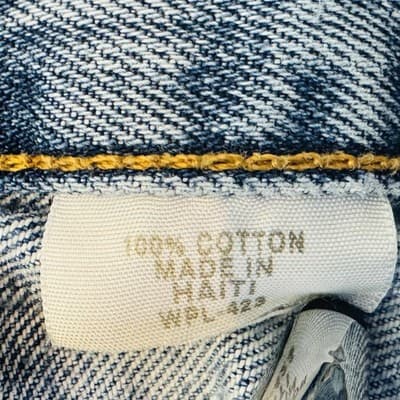 100% COTTON
MADE IN
HAITI
WPL-423